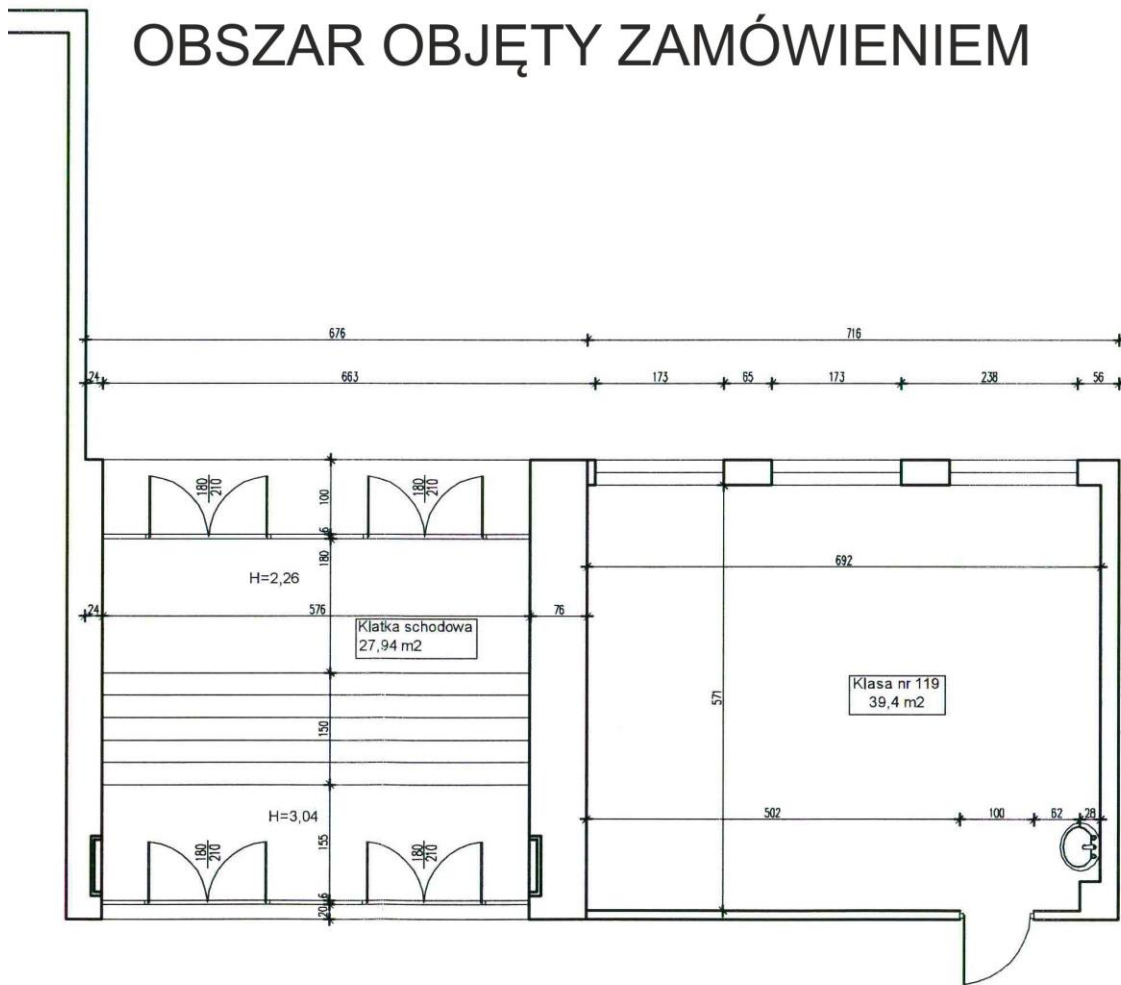 OBSZAR OBJĘTY ZAMÓWIENIEM
676 716
24 663 173 65 173 238 56
180
210
180
210
100
6
180
H=2,26
692
24 576 76
Klatka schodowa
27,94 m2
Klasa nr 119
39,4 m2
571
150
H=3,04
502 100 62 28
155
180
210
180
210
6
20